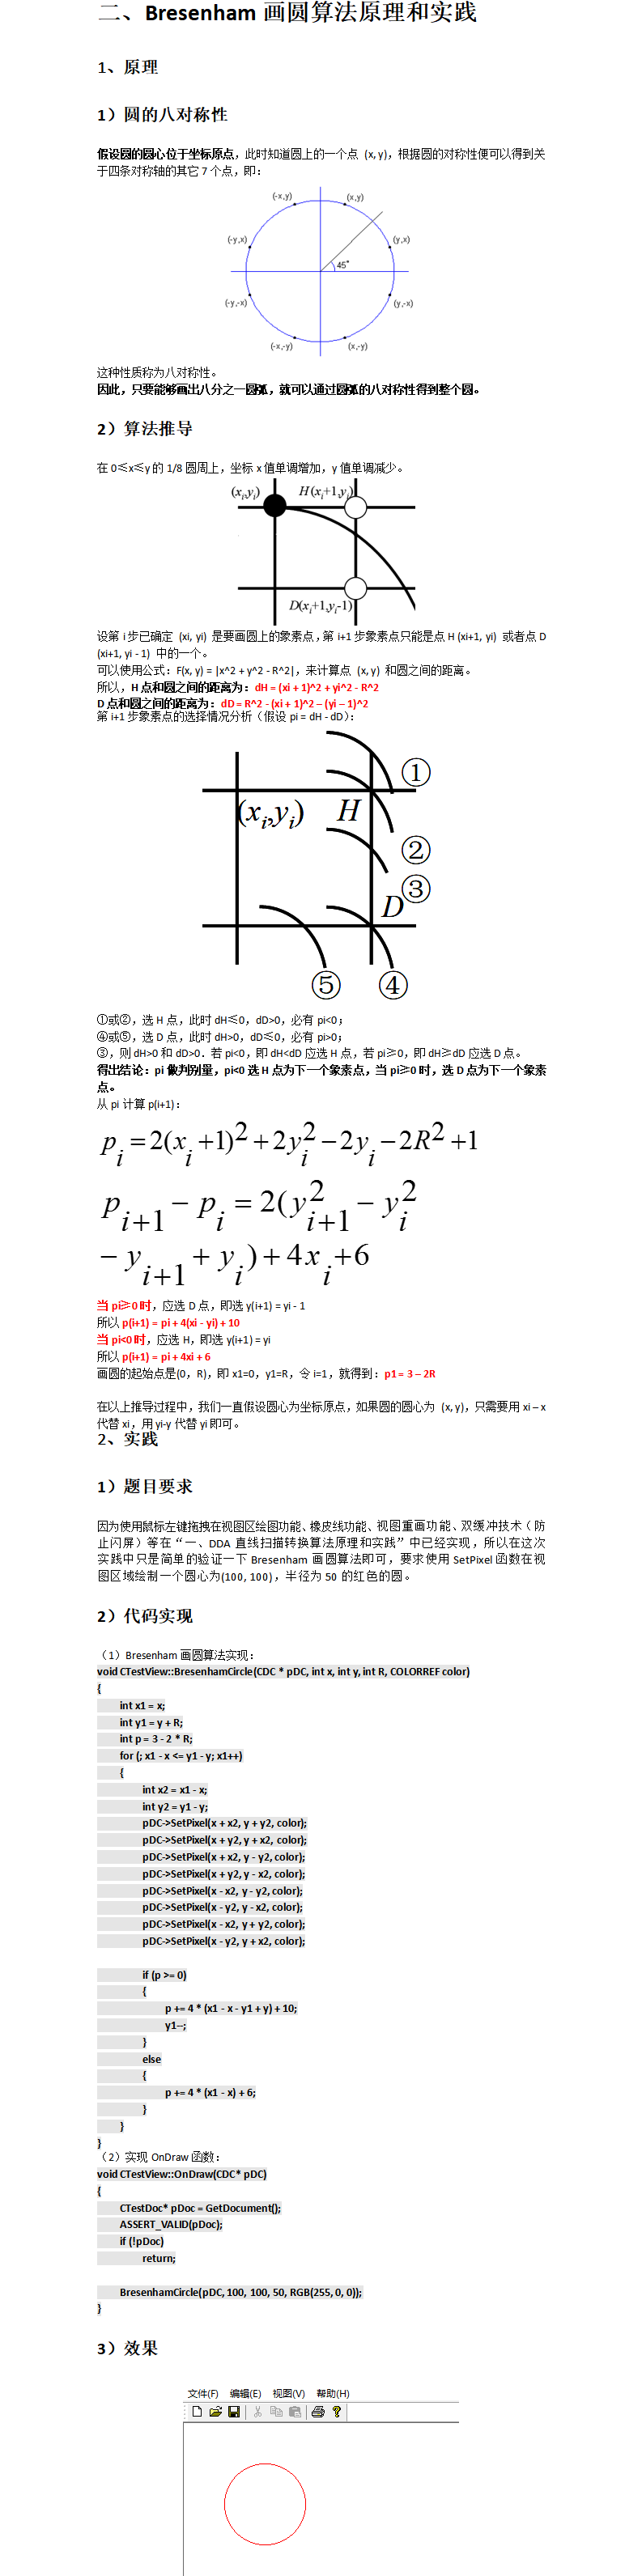 二、Bresenham 画圆算法原理和实践
1、原理
1）圆的八对称性
假设圆的圆心位于坐标原点，此时知道圆上的一个点 (x, y)，根据圆的对称性便可以得到关
于四条对称轴的其它 7 个点，即：
(-x,y) (x,y)
(-y,x) (y,x)
45°
(-y,-x) (y,-x)
(-x,-y) (x,-y)
这种性质称为八对称性。
因此，只要能够画出八分之一圆弧，就可以通过圆弧的八对称性得到整个圆。
2）算法推导
在 0≤x≤y 的 1/8 圆周上，坐标 x 值单调增加，y 值单调减少。
(xi,yi) H(xi+1,yi)
D(xi+1,yi-1)
设第 i 步已确定 (xi, yi) 是要画圆上的象素点，第 i+1 步象素点只能是点 H (xi+1, yi) 或者点 D
(xi+1, yi - 1) 中的一个。
可以使用公式：F(x, y) = |x^2 + y^2 - R^2|，来计算点 (x, y) 和圆之间的距离。
所以，H 点和圆之间的距离为：dH = (xi + 1)^2 + yi^2 - R^2
D 点和圆之间的距离为：dD = R^2 - (xi + 1)^2 – (yi – 1)^2
第 i+1 步象素点的选择情况分析（假设 pi = dH - dD）：
①
(xi,yi) H
②
③
D
⑤ ④
①或②，选 H 点，此时 dH≤0，dD>0，必有 pi<0；
④或⑤，选 D 点，此时 dH>0，dD≤0，必有 pi>0；
③，则 dH>0 和 dD>0．若 pi<0，即 dH<dD 应选 H 点，若 pi≥0，即 dH≥dD 应选 D 点。
得出结论：pi 做判别量，pi<0 选 H 点为下一个象素点，当 pi≥0 时，选 D 点为下一个象素
点。
从 pi 计算 p(i+1)：
p_i = 2(x_i + 1)^2 + 2y_i^2 − 2y_i − 2R^2 + 1
p_{i+1} − p_i = 2(y_{i+1}^2 − y_i^2
− y_{i+1} + y_i) + 4x_i + 6
当 pi≥0 时，应选 D 点，即选 y(i+1) = yi - 1
所以 p(i+1) = pi + 4(xi - yi) + 10
当 pi<0 时，应选 H，即选 y(i+1) = yi
所以 p(i+1) = pi + 4xi + 6
画圆的起始点是(0，R)，即 x1=0，y1=R，令 i=1，就得到：p1 = 3 – 2R
在以上推导过程中，我们一直假设圆心为坐标原点，如果圆的圆心为 (x, y)，只需要用 xi – x
代替 xi，用 yi-y 代替 yi 即可。
2、实践
1）题目要求
因为使用鼠标左键拖拽在视图区绘图功能、橡皮线功能、视图重画功能、双缓冲技术（防
止闪屏）等在“一、DDA 直线扫描转换算法原理和实践”中已经实现，所以在这次
实践中只是简单的验证一下 Bresenham 画圆算法即可，要求使用 SetPixel 函数在视
图区域绘制一个圆心为(100, 100)，半径为 50 的红色的圆。
2）代码实现
（1）Bresenham 画圆算法实现：
void CTestView::BresenhamCircle(CDC * pDC, int x, int y, int R, COLORREF color)
{
int x1 = x;
int y1 = y + R;
int p = 3 - 2 * R;
for (; x1 - x <= y1 - y; x1++)
{
int x2 = x1 - x;
int y2 = y1 - y;
pDC->SetPixel(x + x2, y + y2, color);
pDC->SetPixel(x + y2, y + x2, color);
pDC->SetPixel(x + x2, y - y2, color);
pDC->SetPixel(x + y2, y - x2, color);
pDC->SetPixel(x - x2, y - y2, color);
pDC->SetPixel(x - y2, y - x2, color);
pDC->SetPixel(x - x2, y + y2, color);
pDC->SetPixel(x - y2, y + x2, color);
if (p >= 0)
{
p += 4 * (x1 - x - y1 + y) + 10;
y1--;
}
else
{
p += 4 * (x1 - x) + 6;
}
}
}
（2）实现 OnDraw 函数：
void CTestView::OnDraw(CDC* pDC)
{
CTestDoc* pDoc = GetDocument();
ASSERT_VALID(pDoc);
if (!pDoc)
return;
BresenhamCircle(pDC, 100, 100, 50, RGB(255, 0, 0));
}
3）效果
文件(F) 编辑(E) 视图(V) 帮助(H)